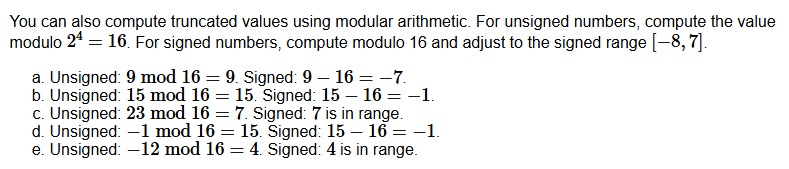 You can also compute truncated values using modular arithmetic. For unsigned numbers, compute the value
modulo 2⁴ = 16. For signed numbers, compute modulo 16 and adjust to the signed range [−8, 7].
a. Unsigned: 9 mod 16 = 9. Signed: 9 − 16 = −7.
b. Unsigned: 15 mod 16 = 15. Signed: 15 − 16 = −1.
c. Unsigned: 23 mod 16 = 7. Signed: 7 is in range.
d. Unsigned: −1 mod 16 = 15. Signed: 15 − 16 = −1.
e. Unsigned: −12 mod 16 = 4. Signed: 4 is in range.